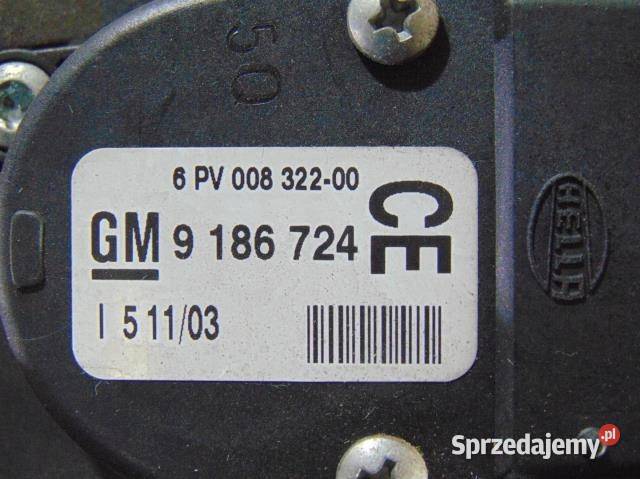 50
6 PV 008 322-00
GM 9 186 724
CE
I 5 11/03
HELLA
Sprzedajemy.pl